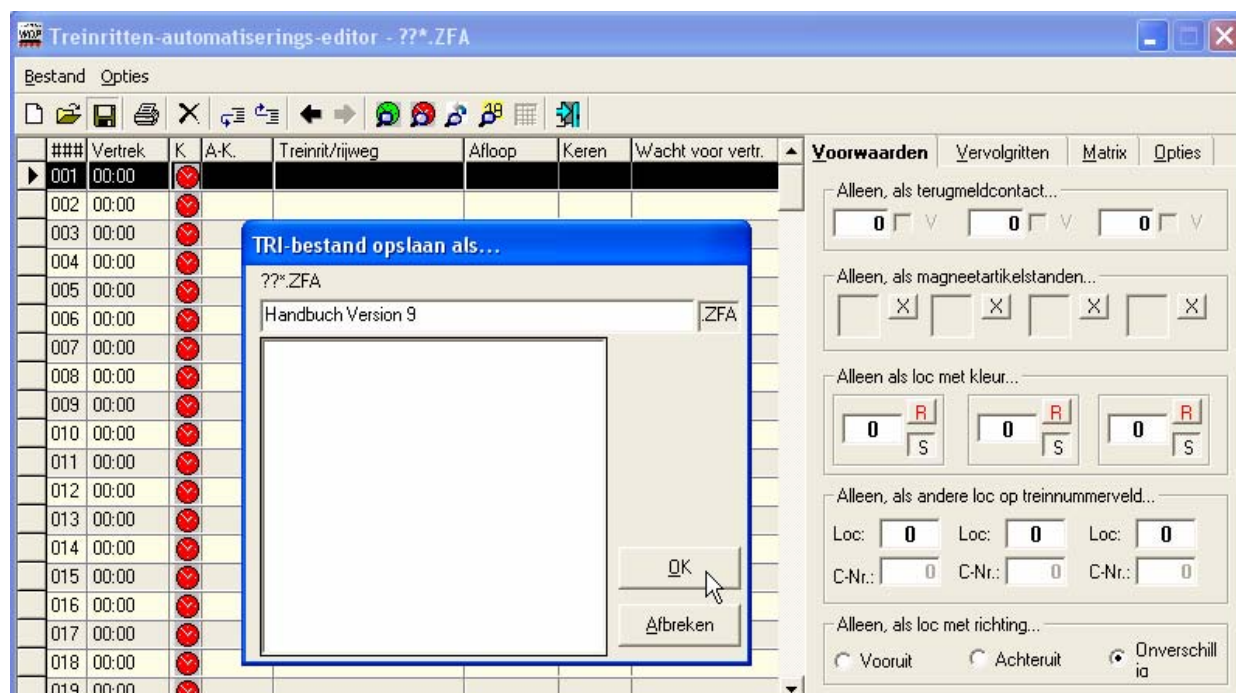 Treinritten-automatiserings-editor - ??*.ZFA
Bestand Opties
### Vertrek K A-K. Treinrit/rijweg Afloop Keren Wacht voor vertr.
001 00:00
002 00:00
003 00:00
004 00:00
005 00:00
006 00:00
007 00:00
008 00:00
009 00:00
010 00:00
011 00:00
012 00:00
013 00:00
014 00:00
015 00:00
016 00:00
017 00:00
018 00:00
019 00:00
TRI-bestand opslaan als...
??*.ZFA
Handbuch Version 9 .ZFA
OK
Afbreken
Voorwaarden Vervolgritten Matrix Opties
Alleen, als terugmeldcontact...
0 V 0 V 0 V
Alleen, als magneetartikelstanden...
X X X X
Alleen als loc met kleur...
0 R S 0 R S 0 R S
Alleen, als andere loc op treinnummerveld...
Loc: 0 Loc: 0 Loc: 0
C-Nr.: 0 C-Nr.: 0 C-Nr.: 0
Alleen, als loc met richting...
Vooruit Achteruit Onverschill
ig